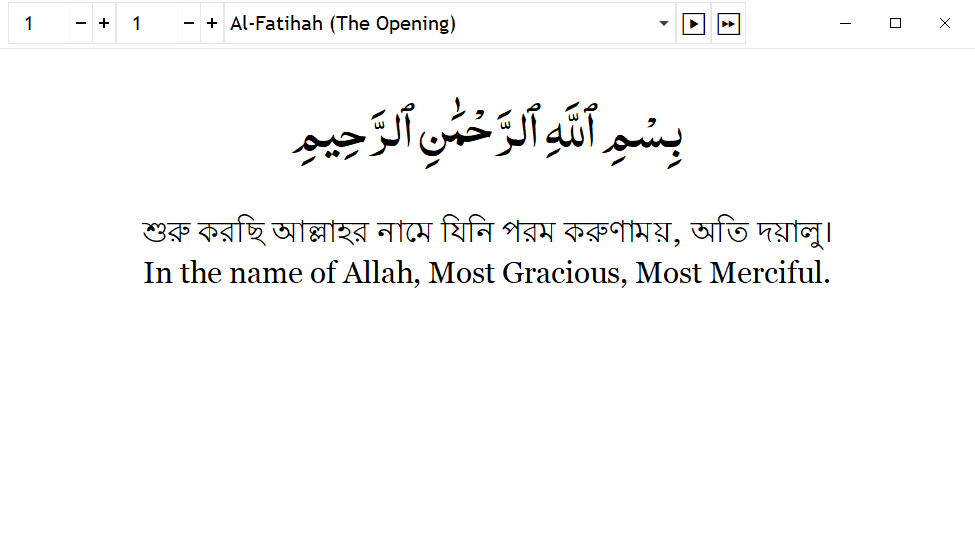 1 − + 1 − + Al-Fatihah (The Opening)
بِسْمِ ٱللَّهِ ٱلرَّحْمَٰنِ ٱلرَّحِيمِ
শুরু করছি আল্লাহর নামে যিনি পরম করুণাময়, অতি দয়ালু।
In the name of Allah, Most Gracious, Most Merciful.